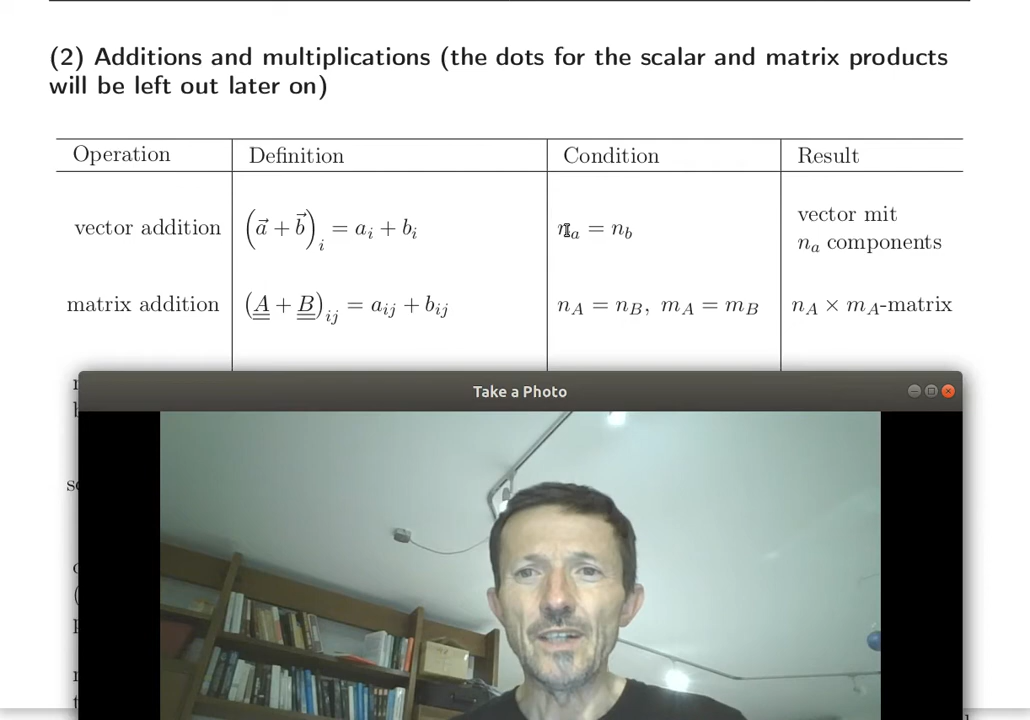 (2) Additions and multiplications (the dots for the scalar and matrix products
will be left out later on)
Operation Definition Condition Result
vector addition (a⃗ + b⃗)ᵢ = aᵢ + bᵢ nₐ = n_b vector mit
nₐ components
matrix addition (A̳ + B̳)ᵢⱼ = aᵢⱼ + bᵢⱼ n_A = n_B, m_A = m_B n_A × m_A-matrix
Take a Photo